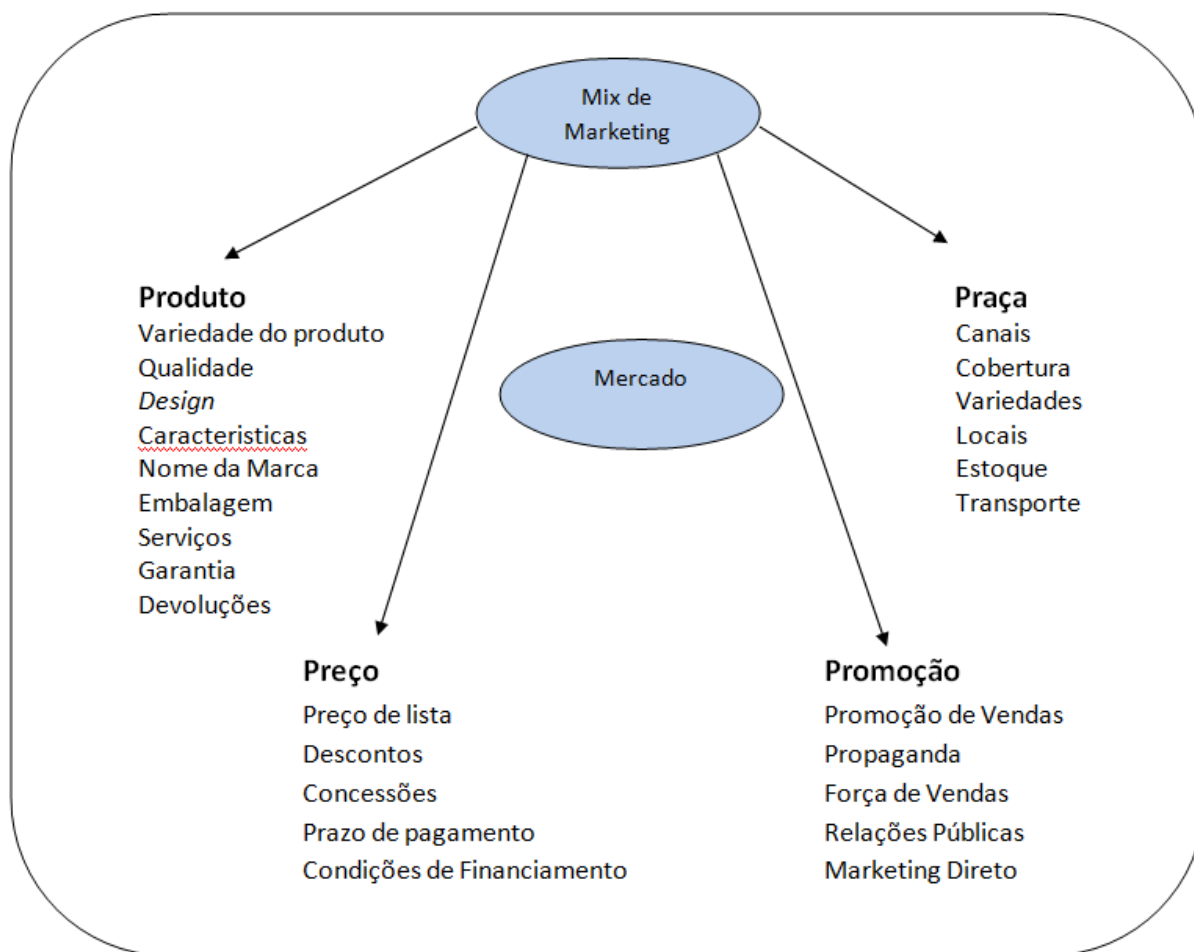 Mix de
Marketing
Produto
Variedade do produto
Qualidade
Design
Caracteristicas
Nome da Marca
Embalagem
Serviços
Garantia
Devoluções
Mercado
Praça
Canais
Cobertura
Variedades
Locais
Estoque
Transporte
Preço
Preço de lista
Descontos
Concessões
Prazo de pagamento
Condições de Financiamento
Promoção
Promoção de Vendas
Propaganda
Força de Vendas
Relações Públicas
Marketing Direto